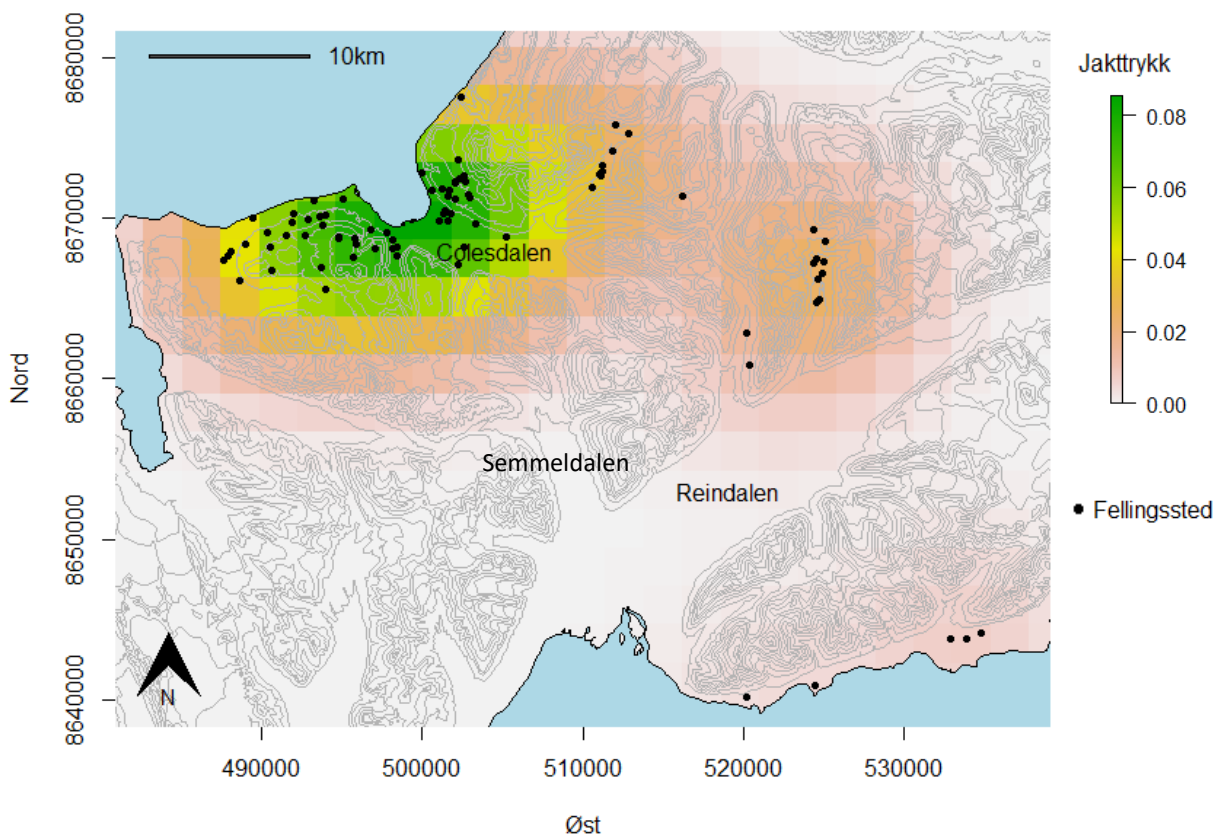 10km
Colesdalen
Semmeldalen
Reindalen
N
Nord
8680000
8670000
8660000
8650000
8640000
490000
500000
510000
520000
530000
Øst
Jakttrykk
0.08
0.06
0.04
0.02
0.00
Fellingssted